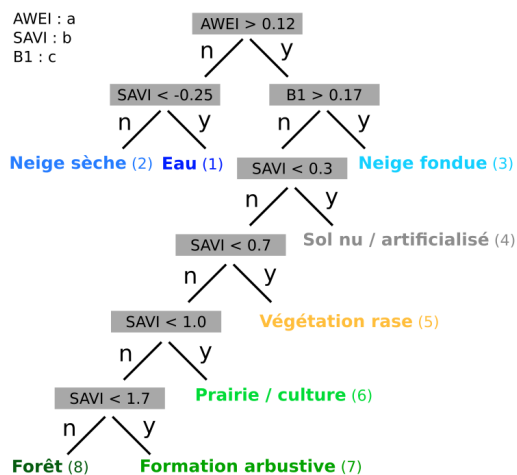 AWEI : a
SAVI : b
B1 : c
AWEI > 0.12
n y
SAVI < -0.25
B1 > 0.17
n y
n y
Neige sèche (2)
Eau (1)
SAVI < 0.3
Neige fondue (3)
n y
SAVI < 0.7
Sol nu / artificialisé (4)
n y
SAVI < 1.0
Végétation rase (5)
n y
SAVI < 1.7
Prairie / culture (6)
n y
Forêt (8)
Formation arbustive (7)